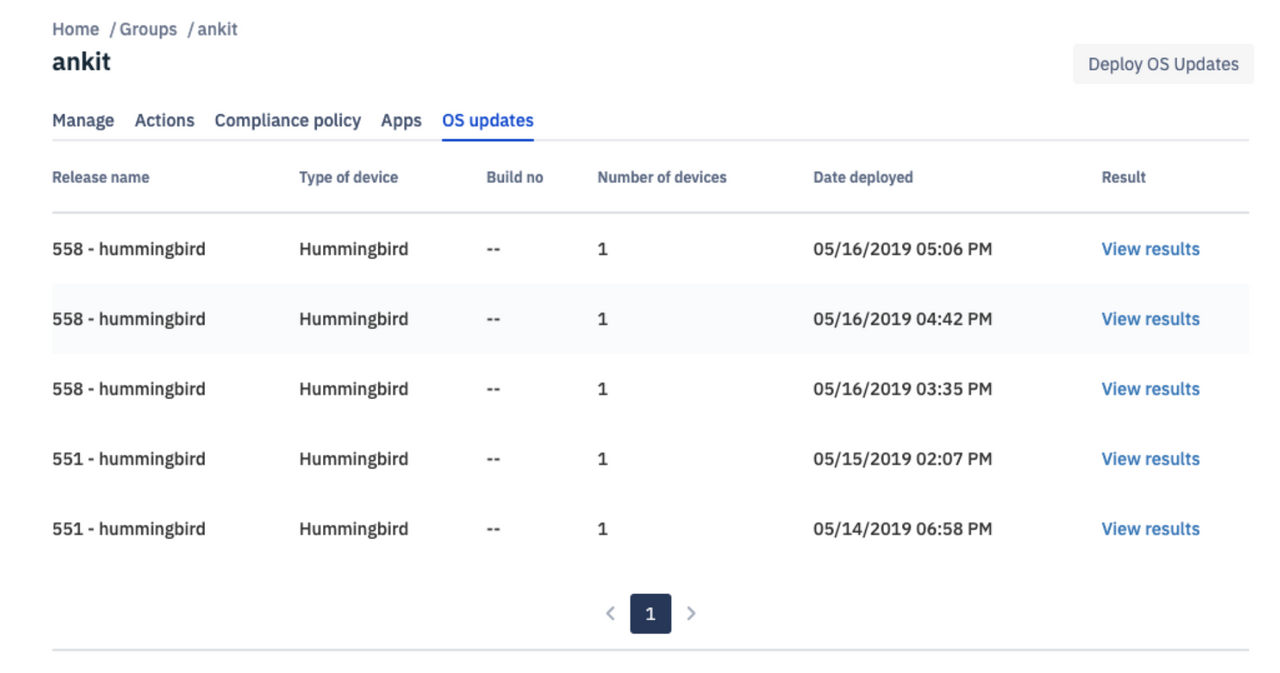 Home / Groups / ankit
ankit
Deploy OS Updates
Manage Actions Compliance policy Apps OS updates
Release name Type of device Build no Number of devices Date deployed Result
558 - hummingbird Hummingbird -- 1 05/16/2019 05:06 PM View results
558 - hummingbird Hummingbird -- 1 05/16/2019 04:42 PM View results
558 - hummingbird Hummingbird -- 1 05/16/2019 03:35 PM View results
551 - hummingbird Hummingbird -- 1 05/15/2019 02:07 PM View results
551 - hummingbird Hummingbird -- 1 05/14/2019 06:58 PM View results
< 1 >